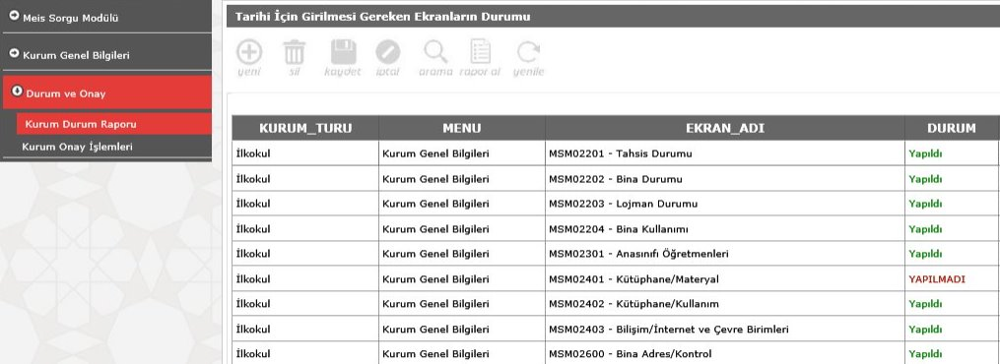 Meis Sorgu Modülü
Kurum Genel Bilgileri
Durum ve Onay
Kurum Durum Raporu
Kurum Onay İşlemleri
Tarihi İçin Girilmesi Gereken Ekranların Durumu
yeni sil kaydet iptal arama rapor al yenile
KURUM_TURU MENU EKRAN_ADI DURUM
İlkokul Kurum Genel Bilgileri MSM02201 - Tahsis Durumu Yapıldı
İlkokul Kurum Genel Bilgileri MSM02202 - Bina Durumu Yapıldı
İlkokul Kurum Genel Bilgileri MSM02203 - Lojman Durumu Yapıldı
İlkokul Kurum Genel Bilgileri MSM02204 - Bina Kullanımı Yapıldı
İlkokul Kurum Genel Bilgileri MSM02301 - Anasınıfı Öğretmenleri Yapıldı
İlkokul Kurum Genel Bilgileri MSM02401 - Kütüphane/Materyal YAPILMADI
İlkokul Kurum Genel Bilgileri MSM02402 - Kütüphane/Kullanım Yapıldı
İlkokul Kurum Genel Bilgileri MSM02403 - Bilişim/İnternet ve Çevre Birimleri Yapıldı
İlkokul Kurum Genel Bilgileri MSM02600 - Bina Adres/Kontrol Yapıldı